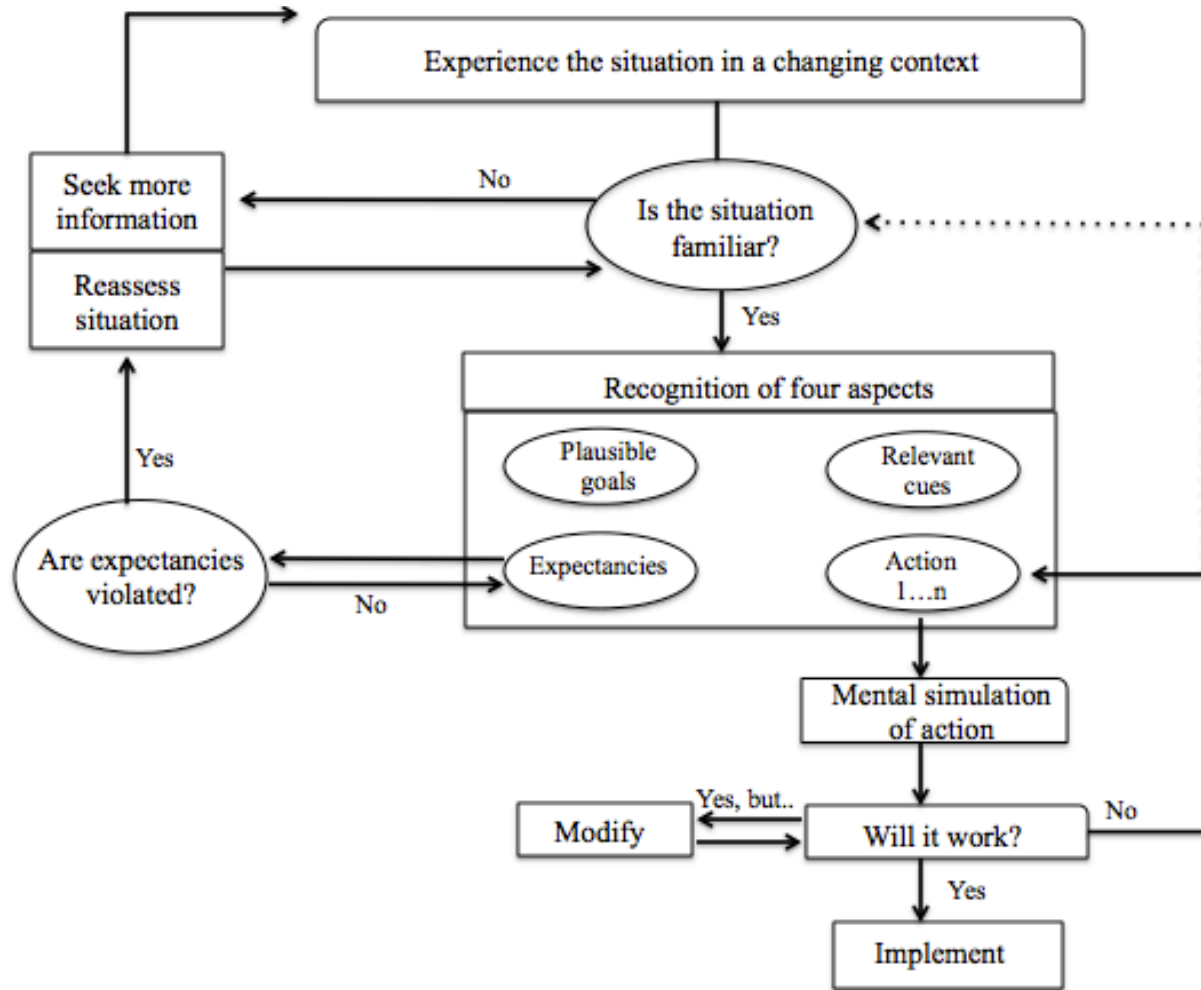 Experience the situation in a changing context
No
Seek more
information
Is the situation
familiar?
Reassess
situation
Yes
Recognition of four aspects
Plausible
goals
Relevant
cues
Yes
Are expectancies
violated?
Expectancies
Action
1...n
No
Mental simulation
of action
Yes, but..
No
Modify
Will it work?
Yes
Implement